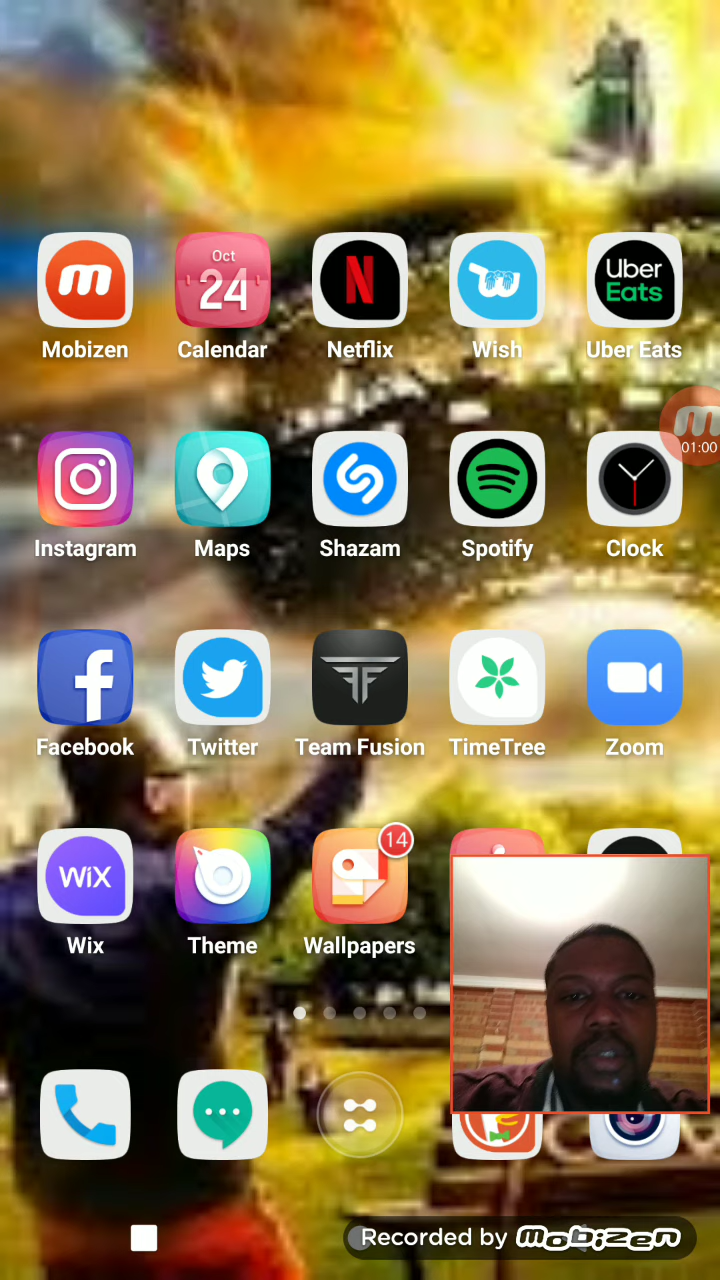 Oct
24
Uber
Eats
Mobizen
Calendar
Netflix
Wish
Uber Eats
01:00
Instagram
Maps
Shazam
Spotify
Clock
Facebook
Twitter
Team Fusion
TimeTree
Zoom
14
WiX
Wix
Theme
Wallpapers
Recorded by mobizen